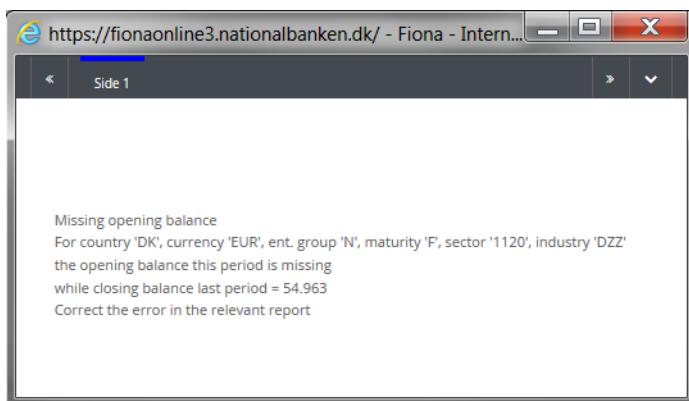 https://fionaonline3.nationalbanken.dk/ - Fiona - Intern...
Side 1
Missing opening balance
For country 'DK', currency 'EUR', ent. group 'N', maturity 'F', sector '1120', industry 'DZZ'
the opening balance this period is missing
while closing balance last period = 54.963
Correct the error in the relevant report